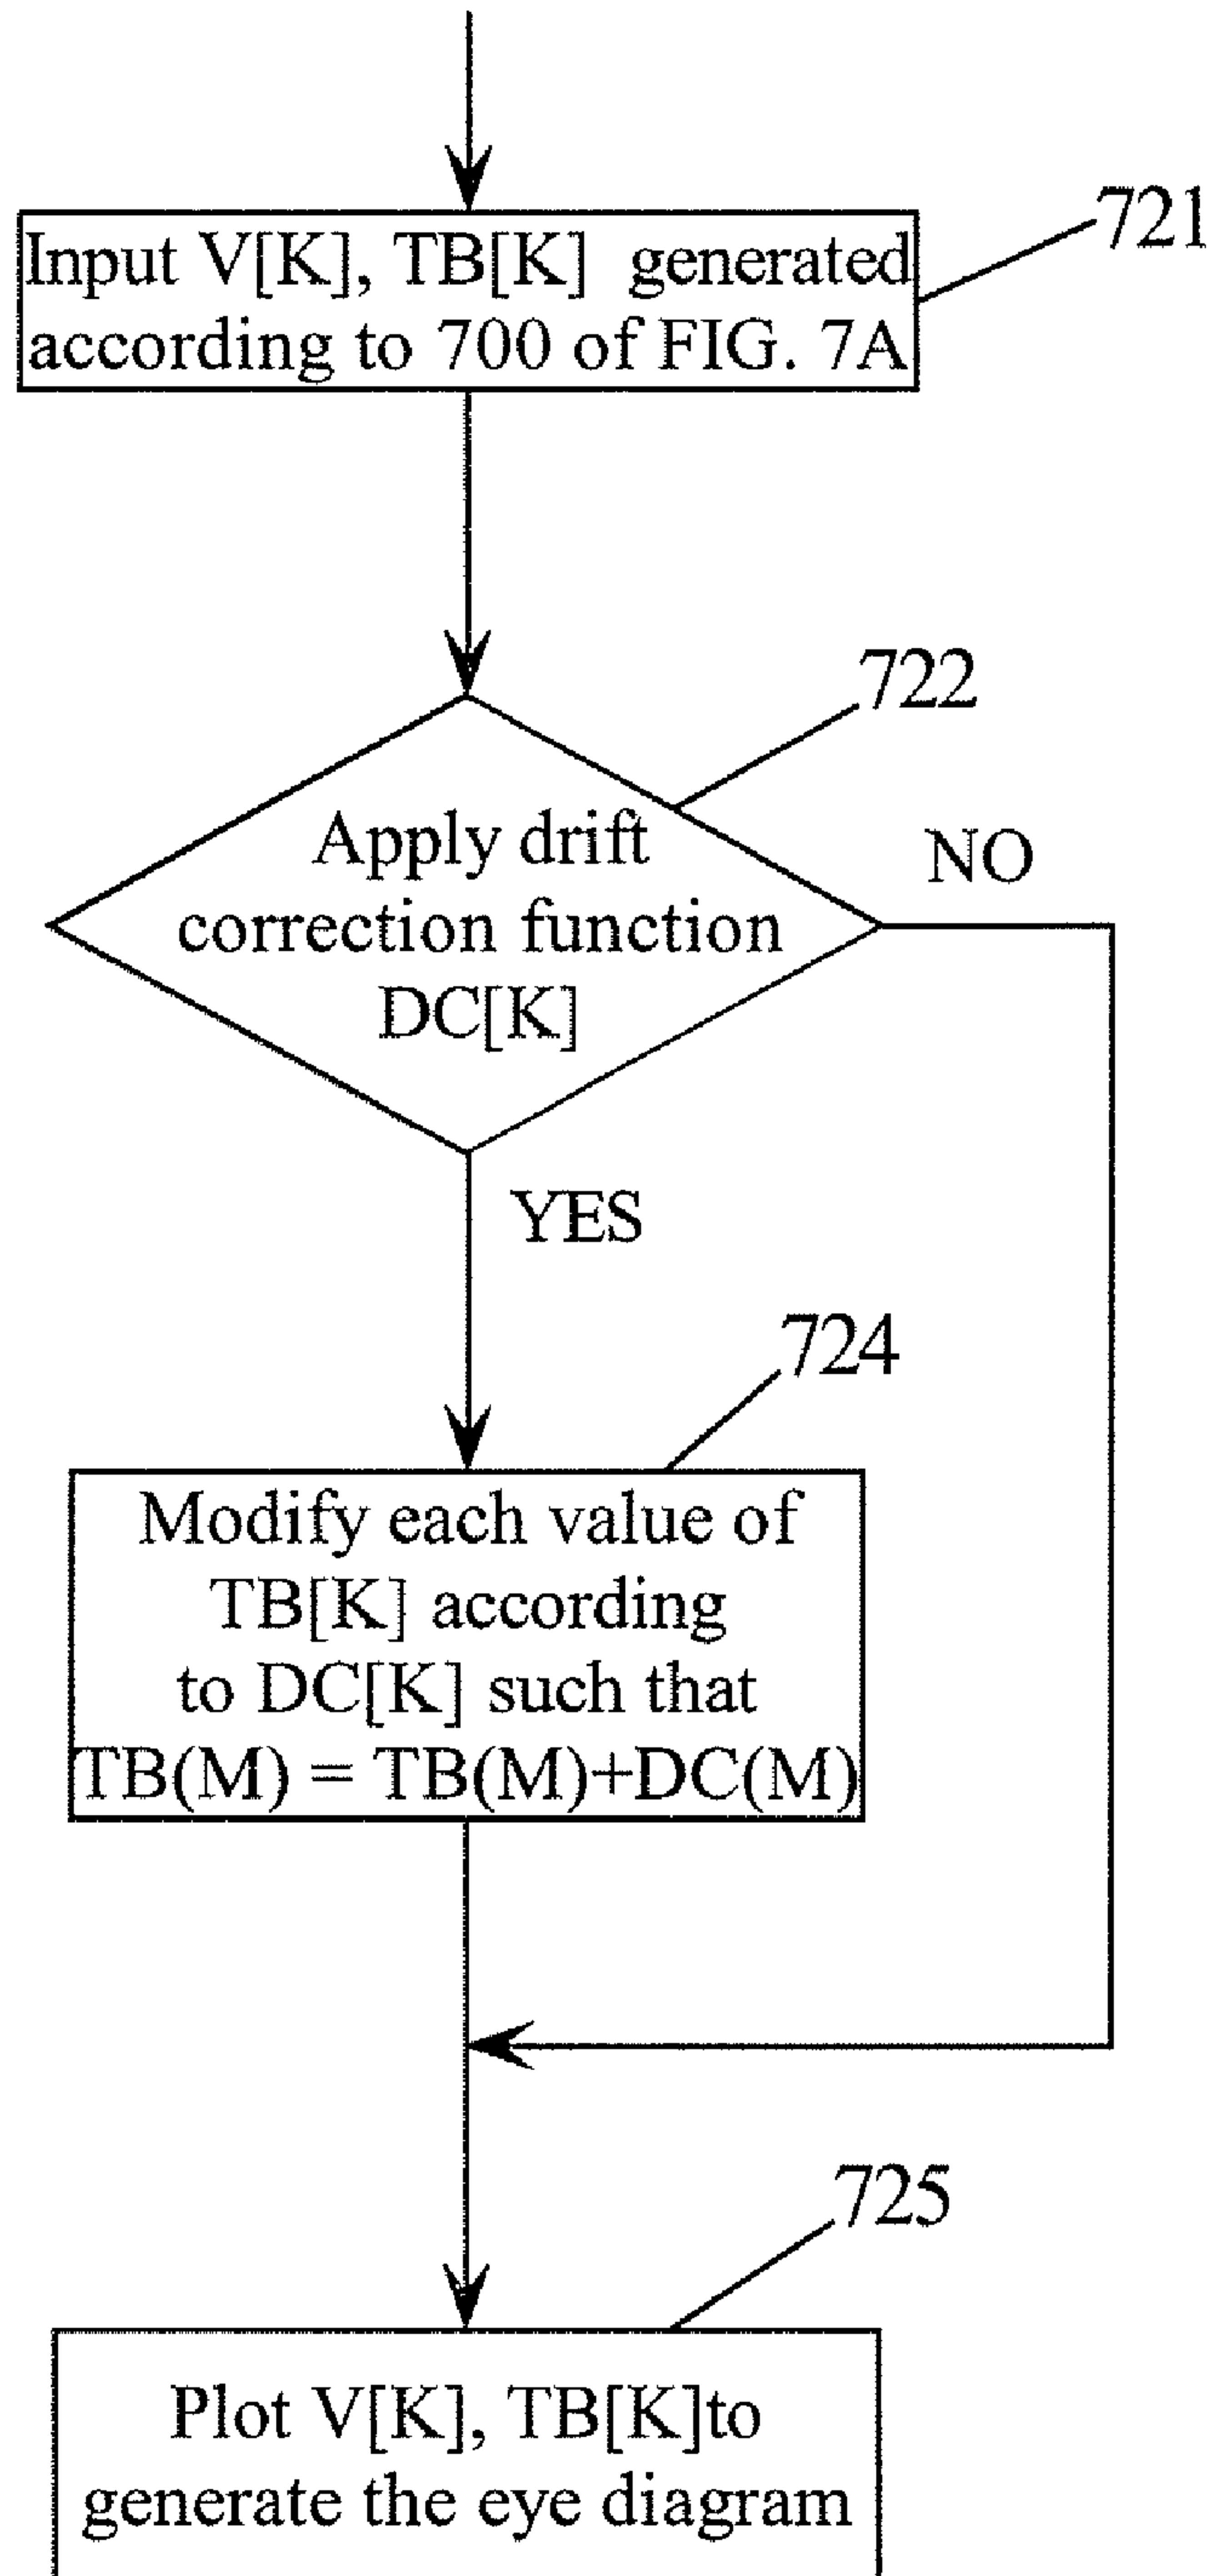 721
Input V[K], TB[K] generated
according to 700 of FIG. 7A
722
Apply drift
correction function
DC[K]
NO
YES
724
Modify each value of
TB[K] according
to DC[K] such that
TB(M) = TB(M)+DC(M)
725
Plot V[K], TB[K]to
generate the eye diagram